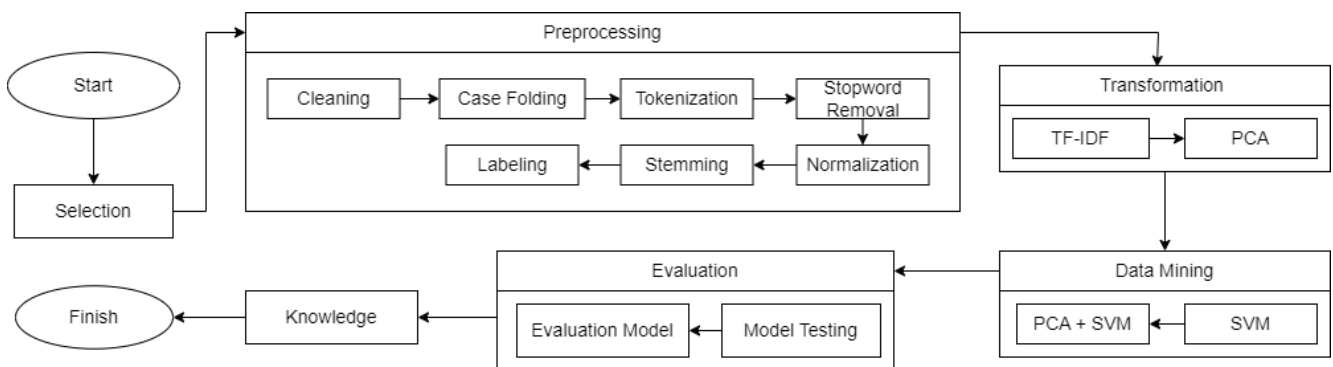 Start
Selection
Preprocessing
Cleaning
Case Folding
Tokenization
Stopword
Removal
Normalization
Stemming
Labeling
Transformation
TF-IDF
PCA
Data Mining
SVM
PCA + SVM
Evaluation
Model Testing
Evaluation Model
Knowledge
Finish